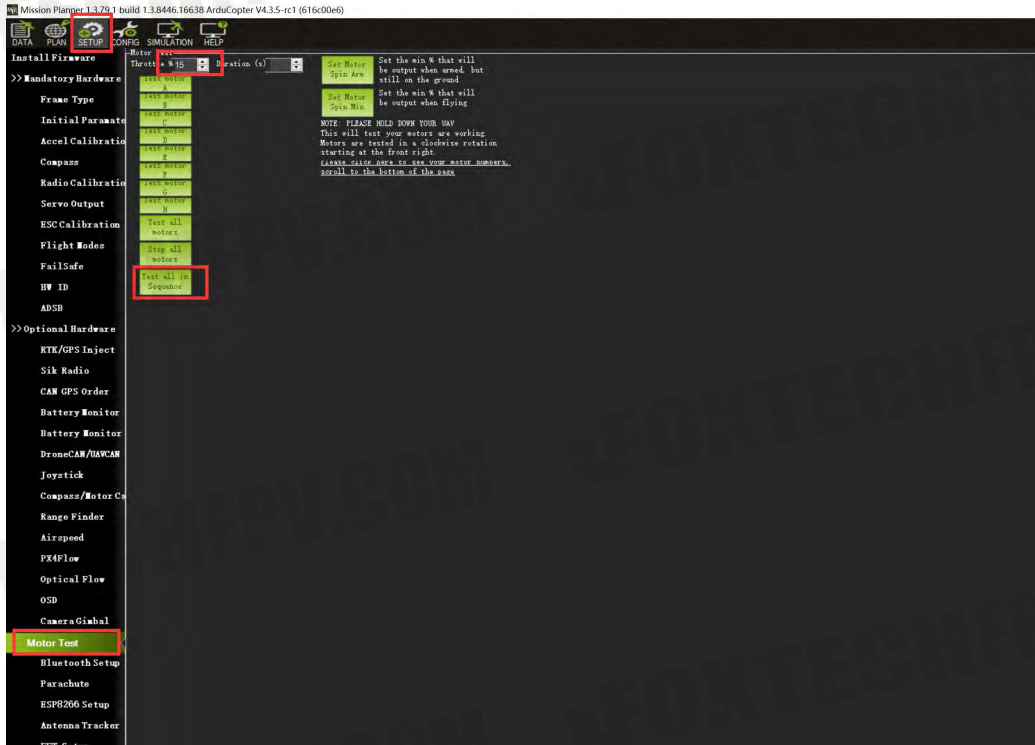 Mission Planner 1.3.79.1 build 1.3.8446.16638 ArduCopter V4.3.5-rc1 (616c00e6)
DATA PLAN SETUP CONFIG SIMULATION HELP
Install Firmware
>> Mandatory Hardware
Frame Type
Initial Paramate
Accel Calibratio
Compass
Radio Calibratio
Servo Output
ESC Calibration
Flight Modes
FailSafe
HW ID
ADSB
>> Optional Hardware
RTK/GPS Inject
Sik Radio
CAN GPS Order
Battery Monitor
Battery Monitor
DroneCAN/UAVCAN
Joystick
Compass/Motor Ca
Range Finder
Airspeed
PX4Flow
Optical Flow
OSD
Camera Gimbal
Motor Test
Bluetooth Setup
Parachute
ESP8266 Setup
Antenna Tracker
Motor Test
Throttle % 15 Duration (s)
Test motor
A
Test motor
B
Test motor
C
Test motor
D
Test motor
E
Test motor
F
Test motor
G
Test motor
H
Test all
motors
Stop all
motors
Test all in
Sequence
Set Motor
Spin Arm
Set the min % that will
be output when armed, but
still on the ground
Set Motor
Spin Min
Set the min % that will
be output when flying
NOTE: PLEASE HOLD DOWN YOUR UAV
This will test your motors are working.
Motors are tested in a clockwise rotation
starting at the front right.
Please click here to see your motor numbers,
scroll to the bottom of the page